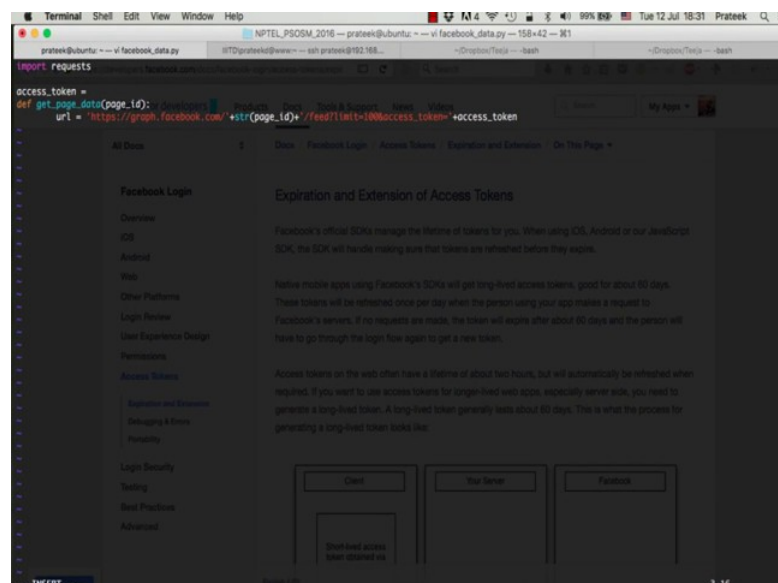 Terminal Shell Edit View Window Help 99% Tue 12 Jul 18:31 Prateek
NPTEL_PSOSM_2016 — prateek@ubuntu: ~ — vi facebook_data.py — 158×42 — ⌘1
prateek@ubuntu: ~ — vi facebook_data.py
~/Dropbox/Teeja — -bash
~/Dropbox/Teeja — -bash
import requests
access_token =
def get_page_data(page_id):
url = 'https://graph.facebook.com/'+str(page_id)+'/feed?limit=100&access_token='+access_token
for developers Products Docs Tools & Support News Videos Search My Apps
All Docs
Docs / Facebook Login / Access Tokens / Expiration and Extension / On This Page
Facebook Login
Overview
iOS
Android
Web
Other Platforms
Login Review
User Experience Design
Permissions
Access Tokens
Expiration and Extension
Debugging & Errors
Portability
Login Security
Testing
Best Practices
Advanced
Expiration and Extension of Access Tokens
Facebook's official SDKs manage the lifetime of tokens for you. When using iOS, Android or our JavaScript
SDK, the SDK will handle making sure that tokens are refreshed before they expire.
Native mobile apps using Facebook's SDKs will get long-lived access tokens, good for about 60 days.
These tokens will be refreshed once per day when the person using your app makes a request to
Facebook's servers. If no requests are made, the token will expire after about 60 days and the person will
have to go through the login flow again to get a new token.
Access tokens on the web often have a lifetime of about two hours, but will automatically be refreshed when
required. If you want to use access tokens for longer-lived web apps, especially server side, you need to
generate a long-lived token. A long-lived token generally lasts about 60 days. This is what the process for
generating a long-lived token looks like:
Client
Your Server
Facebook
Short-lived access
token obtained via
INSERT